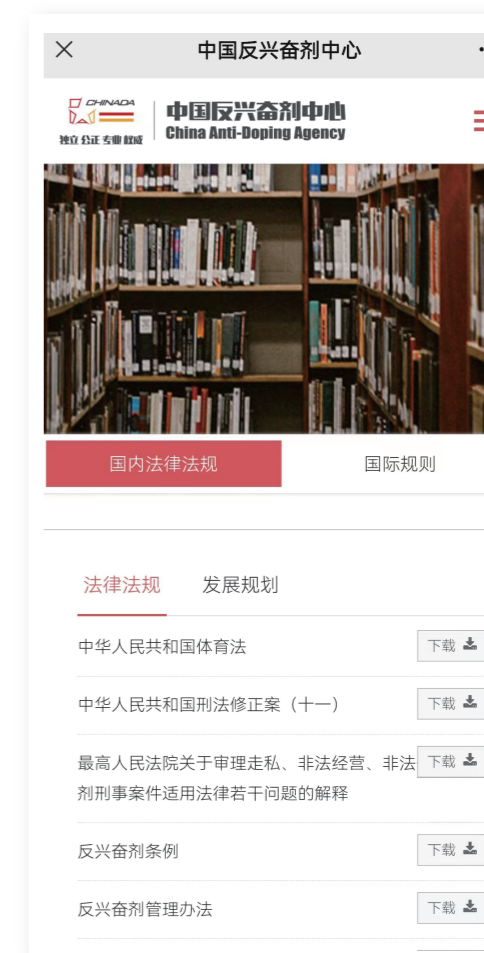 中国反兴奋剂中心
CHINADA
独立 公正 专业 权威
中国反兴奋剂中心
China Anti-Doping Agency
国内法律法规
国际规则
法律法规
发展规划
中华人民共和国体育法
下载
中华人民共和国刑法修正案（十一）
下载
最高人民法院关于审理走私、非法经营、非法
下载
剂刑事案件适用法律若干问题的解释
反兴奋剂条例
下载
反兴奋剂管理办法
下载